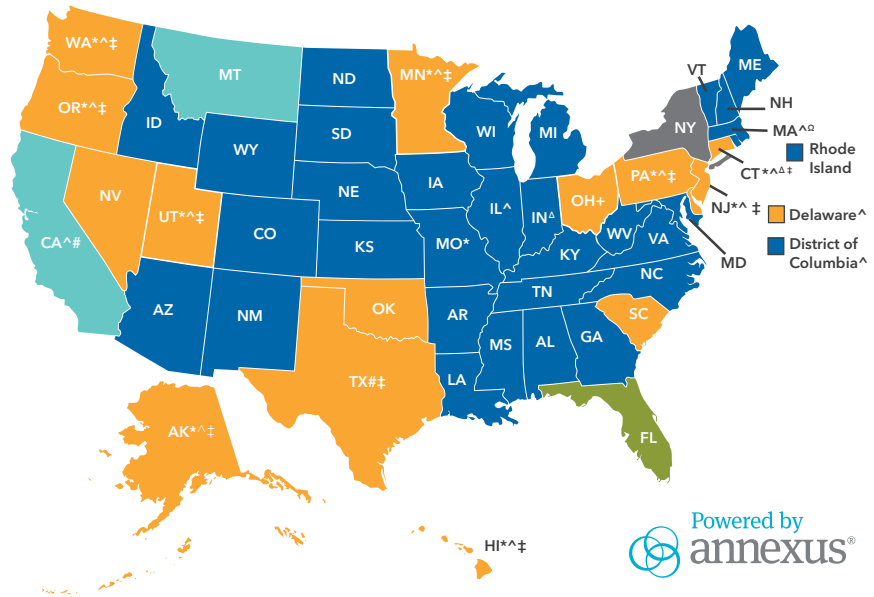 WA*^‡
MT
ND
MN*^‡
VT
ME
OR*^‡
ID
SD
WI
MI
NY
NH
MA^Ω
WY
Rhode
Island
NV
UT*^‡
NE
IA
IL^
INΔ
OH+
PA*^‡
CT*^Δ‡
NJ*^ ‡
Delaware^
CA^#
CO
KS
MO*
KY
WV
VA
MD
District of
Columbia^
AZ
NM
OK
AR
TN
NC
SC
TX#‡
LA
MS
AL
GA
AK*^‡
FL
HI*^‡
Powered by
annexus®